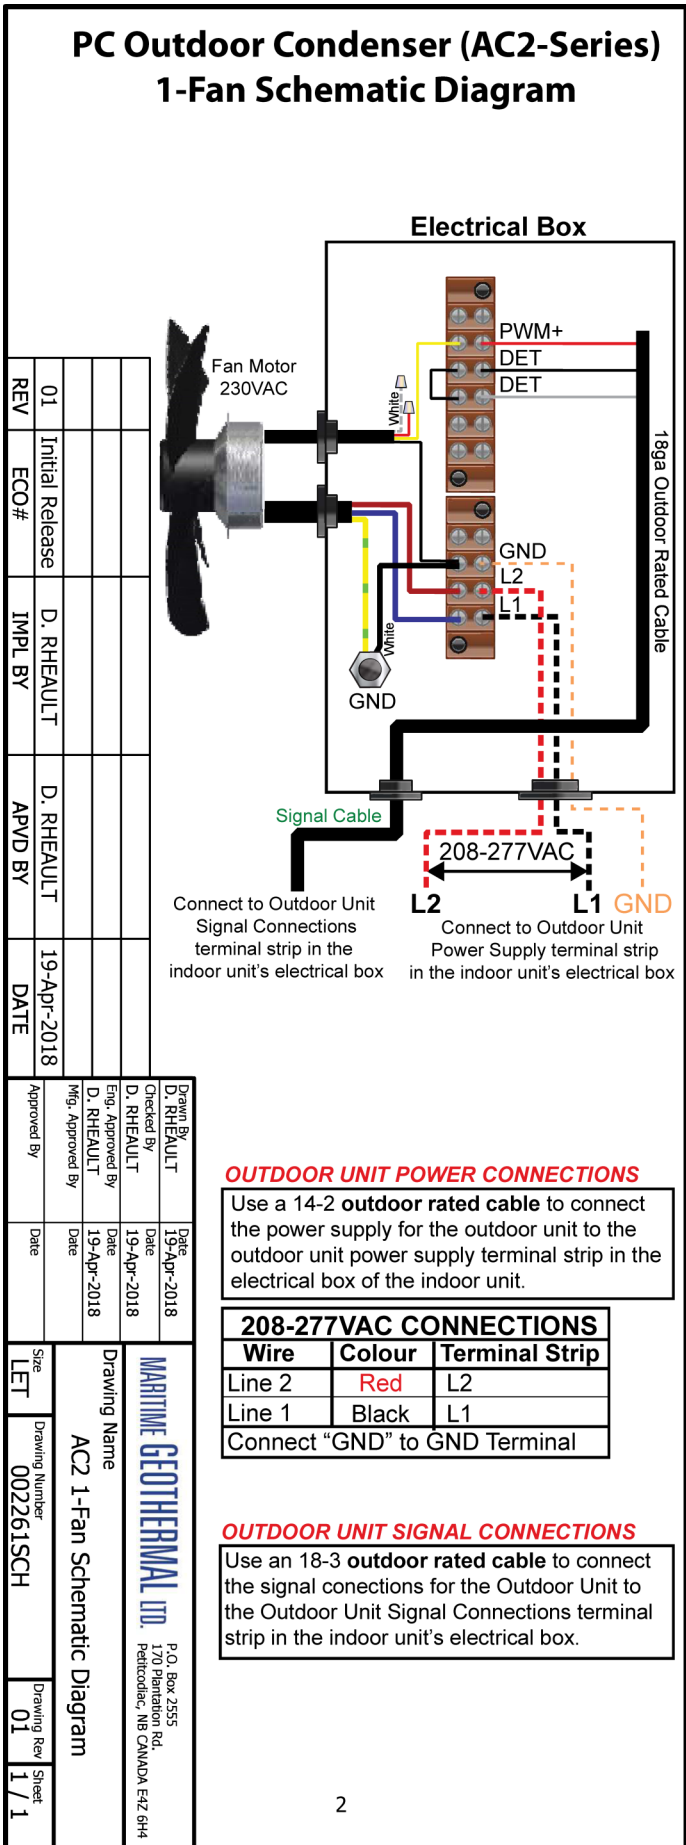 PC Outdoor Condenser (AC2-Series)
1-Fan Schematic Diagram
Electrical Box
PWM+
DET
DET
Fan Motor
230VAC
White
18ga Outdoor Rated Cable
GND
L2
L1
White
GND
Signal Cable
208-277VAC
L2
L1
GND
Connect to Outdoor Unit
Signal Connections
terminal strip in the
indoor unit's electrical box
Connect to Outdoor Unit
Power Supply terminal strip
in the indoor unit's electrical box
OUTDOOR UNIT POWER CONNECTIONS
Use a 14-2 outdoor rated cable to connect
the power supply for the outdoor unit to the
outdoor unit power supply terminal strip in the
electrical box of the indoor unit.
208-277VAC CONNECTIONS
Wire Colour Terminal Strip
Line 2 Red L2
Line 1 Black L1
Connect “GND” to GND Terminal
OUTDOOR UNIT SIGNAL CONNECTIONS
Use an 18-3 outdoor rated cable to connect
the signal conections for the Outdoor Unit to
the Outdoor Unit Signal Connections terminal
strip in the indoor unit's electrical box.
01 Initial Release D. RHEAULT D. RHEAULT 19-Apr-2018
REV ECO# IMPL BY APVD BY DATE
Drawn By Date
D. RHEAULT 19-Apr-2018
Checked By Date
D. RHEAULT 19-Apr-2018
Eng. Approved By Date
D. RHEAULT 19-Apr-2018
Mfg. Approved By Date
Approved By Date
MARITIME GEOTHERMAL LTD.
P.O. Box 2555
170 Plantation Rd.
Petitcodiac, NB CANADA E4Z 6H4
Drawing Name
AC2 1-Fan Schematic Diagram
Size Drawing Number Drawing Rev Sheet
LET 002261SCH 01 1 / 1
2